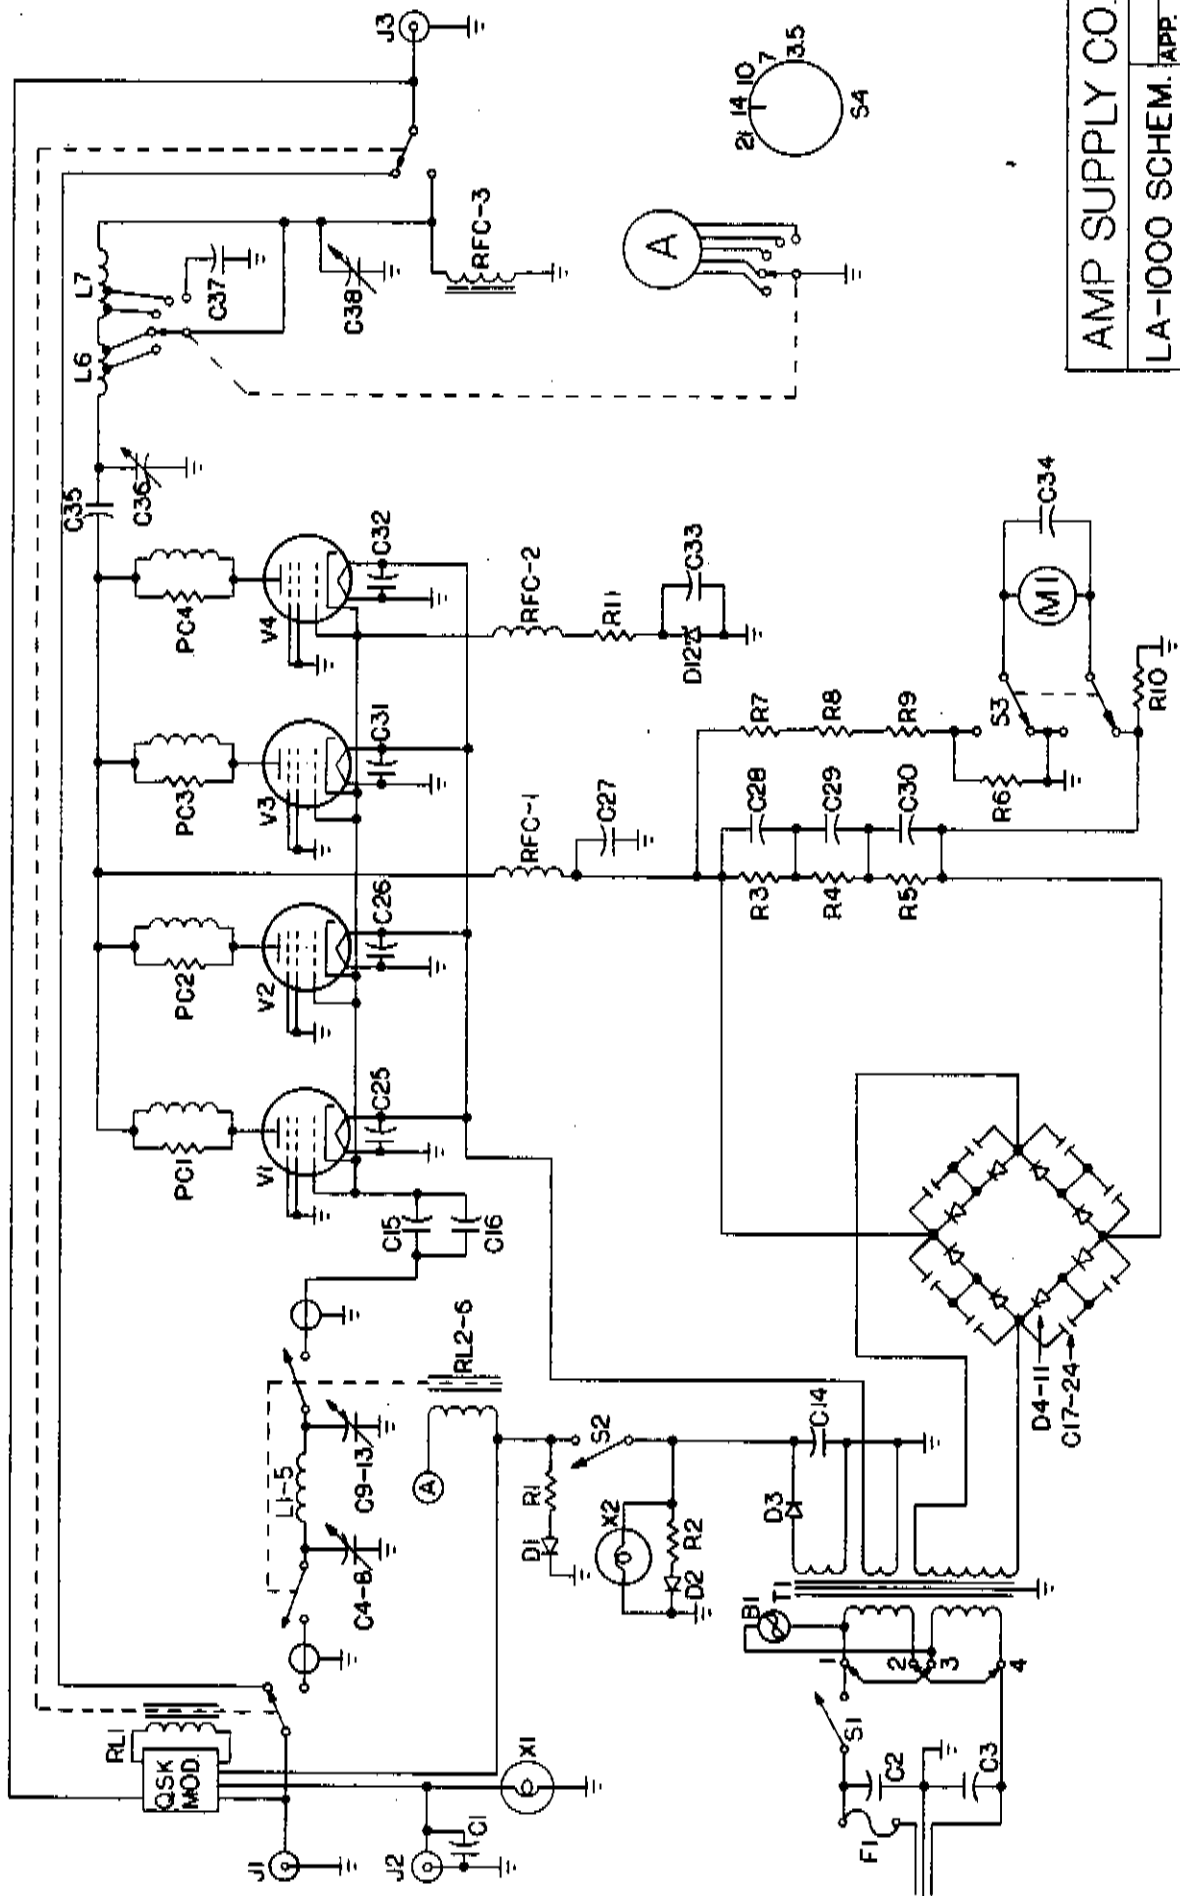 J3
L7
L6
C37
C38
RFC-3
21 14 10 7 3.5
S4
A
AMP SUPPLY CO.
LA-1000 SCHEM.
APP.
C35
C36
PC4
V4
C32
RFC-2
R11
D12
C33
C34
M1
S3
R10
PC3
V3
C31
RFC-1
C27
R7
R8
R9
R6
C28
C29
C30
R3
R4
R5
PC2
V2
C26
PC1
V1
C25
C15
C16
RL2-6
L1-5
C9-13
C4-8
A
R1
D1
S2
X2
R2
D2
D3
C14
D4-11
C17-24
T1
B1
1
2
3
4
S1
C2
C3
F1
RL1
QSK
MOD.
X1
J1
J2
C1